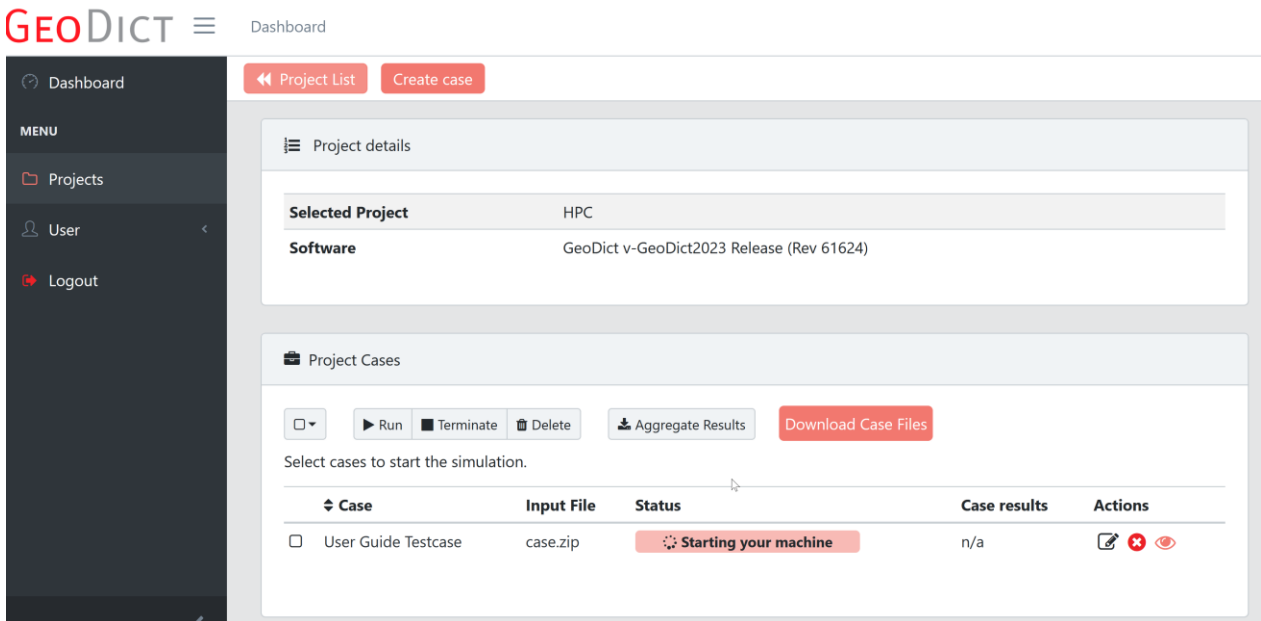 GEODICT Dashboard
Dashboard
Project List Create case
MENU
Projects
User
Logout
Project details
Selected Project HPC
Software GeoDict v-GeoDict2023 Release (Rev 61624)
Project Cases
Run Terminate Delete Aggregate Results Download Case Files
Select cases to start the simulation.
Case Input File Status Case results Actions
User Guide Testcase case.zip Starting your machine n/a